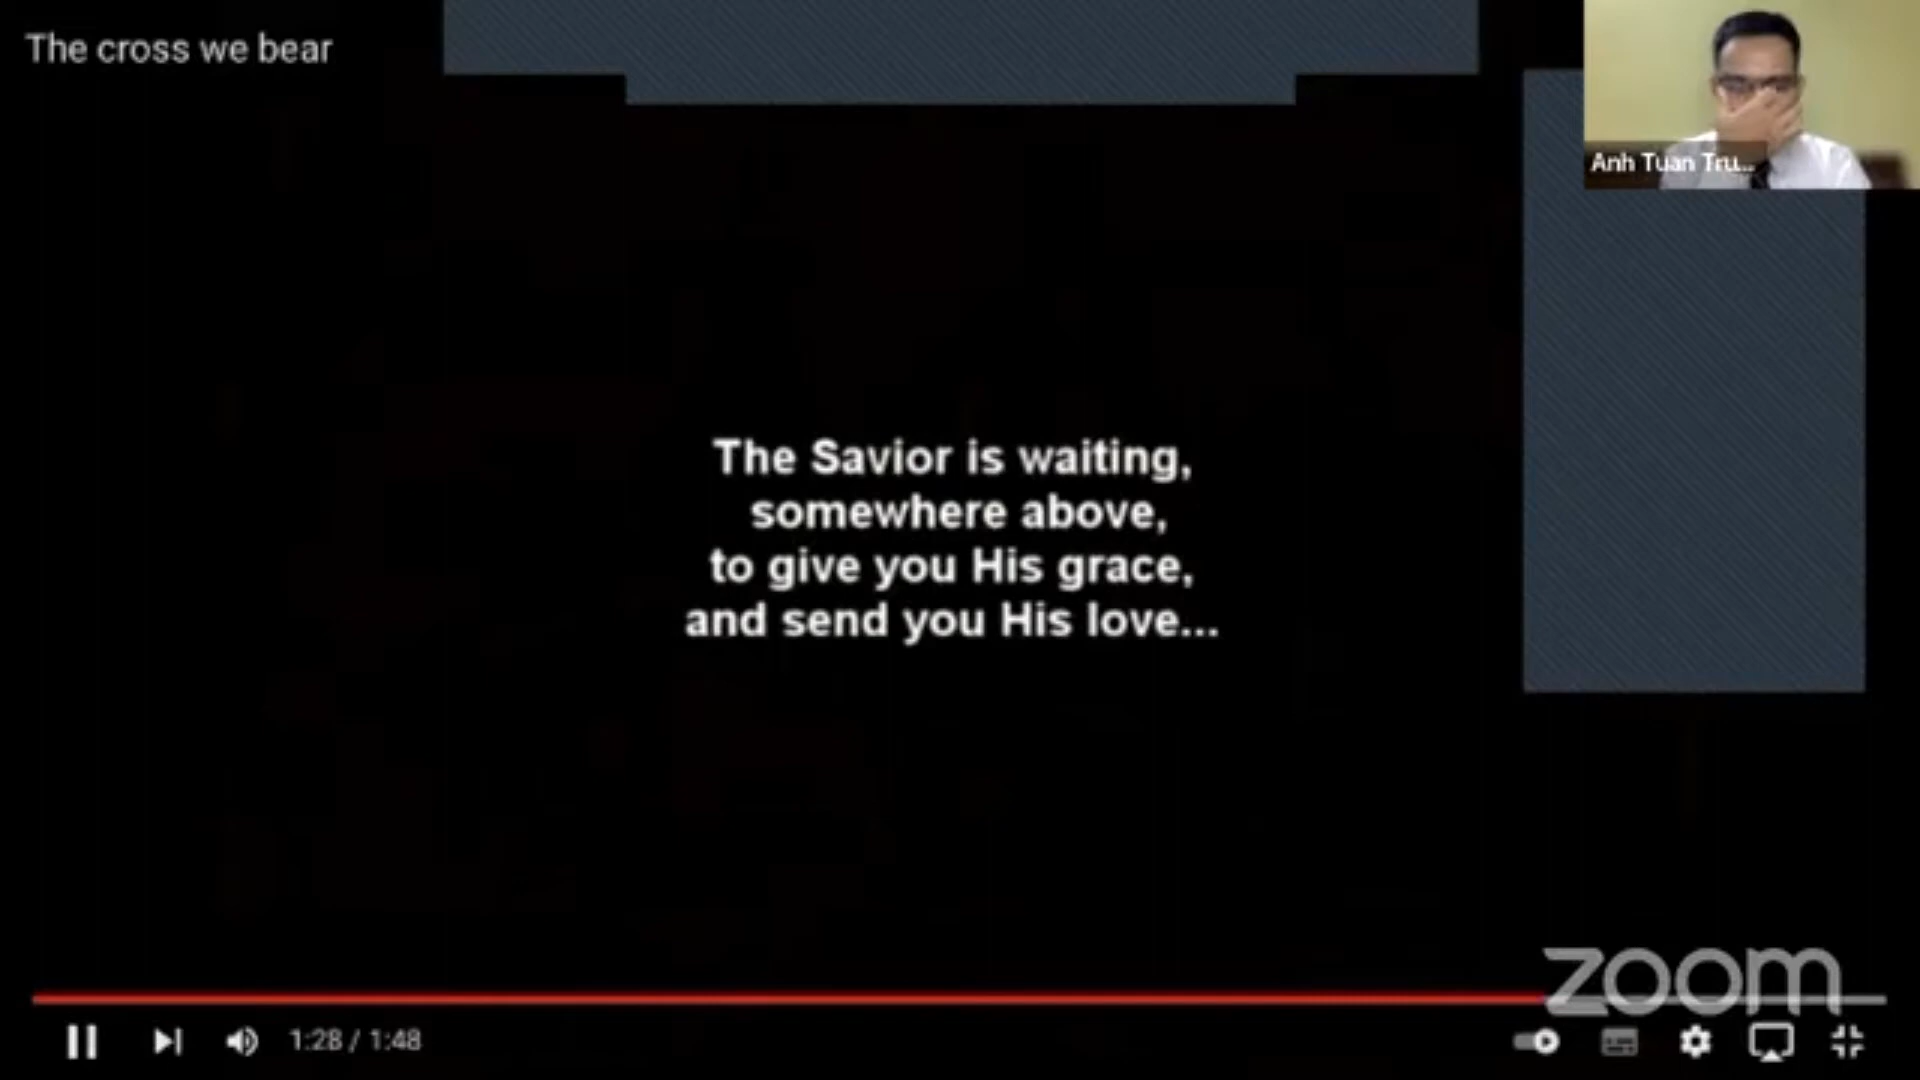 The cross we bear
Anh Tuan Tru...
The Savior is waiting,
somewhere above,
to give you His grace,
and send you His love...
zoom
1:28 / 1:48